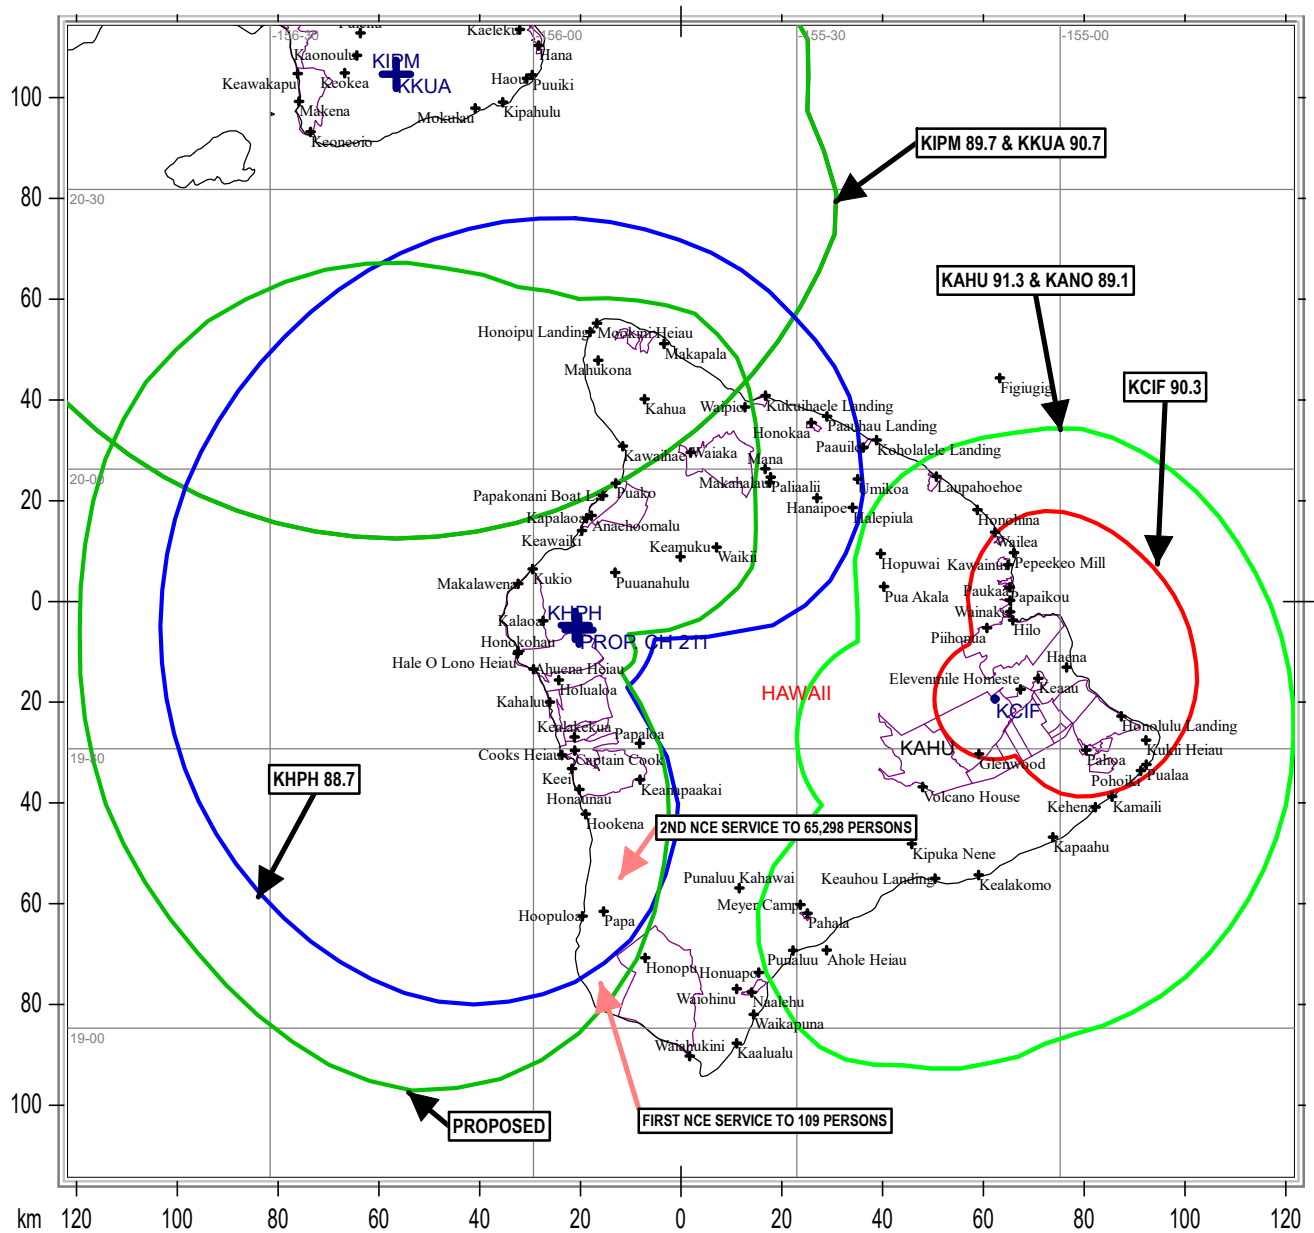 -156-30
-156-00
-155-30
-155-00
Kaeleku
Hana
Kaonoulu
KIPM
Keawakapu
Keokea
KKUA
Haou
Puuiki
100
Makena
Mokulau
Kipahulu
Keoneoio
KIPM 89.7 & KKUA 90.7
80
20-30
KAHU 91.3 & KANO 89.1
60
Honoipu Landing
Mookini Heiau
Makapala
Mahukona
Figiugig
KCIF 90.3
40
Kahua
Waipio
Kukuihaele Landing
Honokaa
Paauhau Landing
Paauilo
Koholalele Landing
Kawaihae
Waiaka
Mana
20-00
Puako
Makahalau
Paliaalii
Umikoa
Laupahoehoe
20
Papakonani Boat La
Hanaipoe
Kapalaoa
Anaehoomalu
Halepiula
Honohina
Keawaiki
Wailea
Keamuku
Waikii
Hopuwai
Kawainui
Pepeekeo Mill
Makalawena
Kukio
Puuanahulu
Pua Akala
Paukaa
Papaikou
0
KHPH
Wainaku
Kalaoa
PROP. CH 211
Piihonua
Hilo
Honokohau
Hale O Lono Heiau
Ahuena Heiau
Haena
Holualoa
HAWAII
Elevenmile Homeste
Keaau
20
Kahaluu
KCIF
Kealakekua
Papaloa
KAHU
Honolulu Landing
19-30
Cooks Heiau
Captain Cook
Glenwood
Pahoa
Kukii Heiau
KHPH 88.7
Keei
Keanapaakai
Pohoiki
Pualaa
40
Honaunau
Volcano House
Kehena
Kamaili
Hookena
2ND NCE SERVICE TO 65,298 PERSONS
Kapaahu
Kipuka Nene
Punaluu Kahawai
Keauhou Landing
Kealakomo
60
Meyer Camp
Hoopuloa
Papa
Pahala
Honopu
Punaluu
Ahole Heiau
Honuapo
80
Waiohinu
Naalehu
Waikapuna
19-00
Waiahukini
Kaalualu
100
PROPOSED
FIRST NCE SERVICE TO 109 PERSONS
km 120 100 80 60 40 20 0 20 40 60 80 100 120